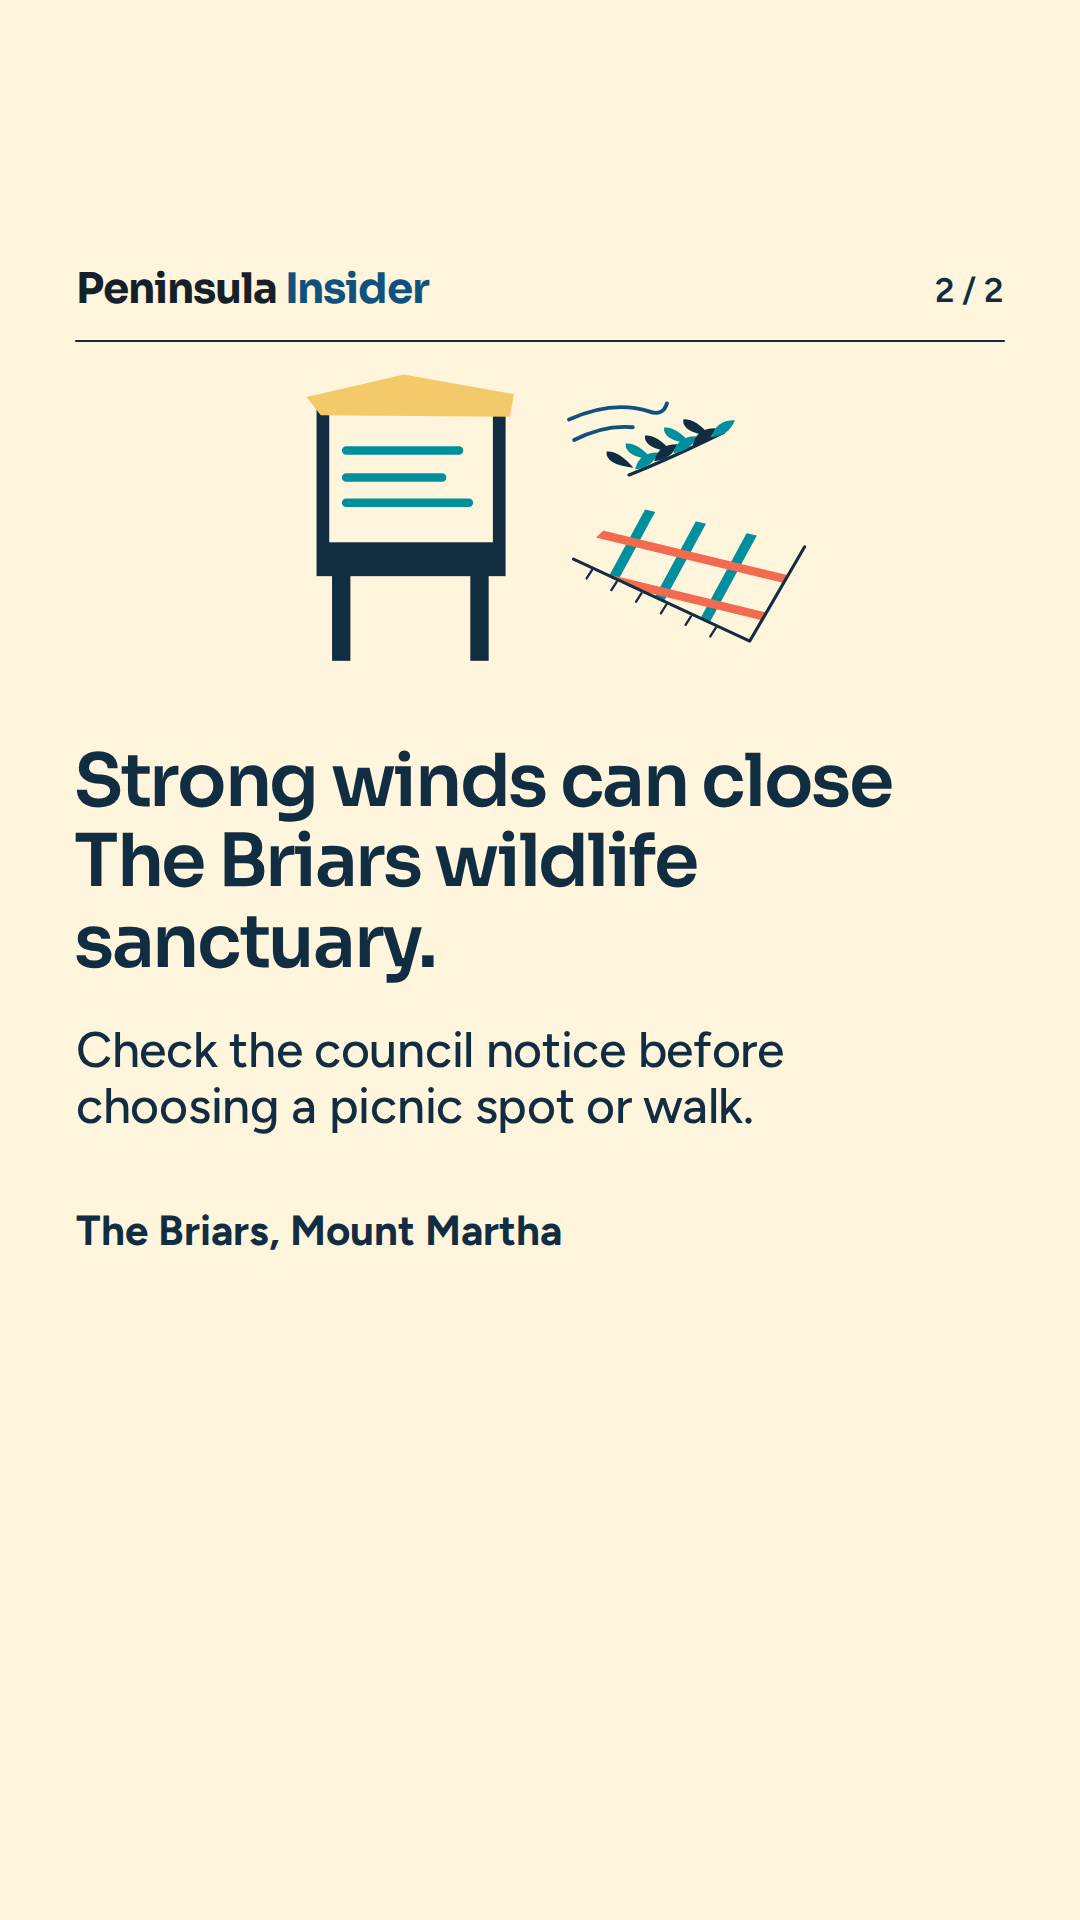 Peninsula Insider
2 / 2
Strong winds can close
The Briars wildlife
sanctuary.
Check the council notice before
choosing a picnic spot or walk.
The Briars, Mount Martha